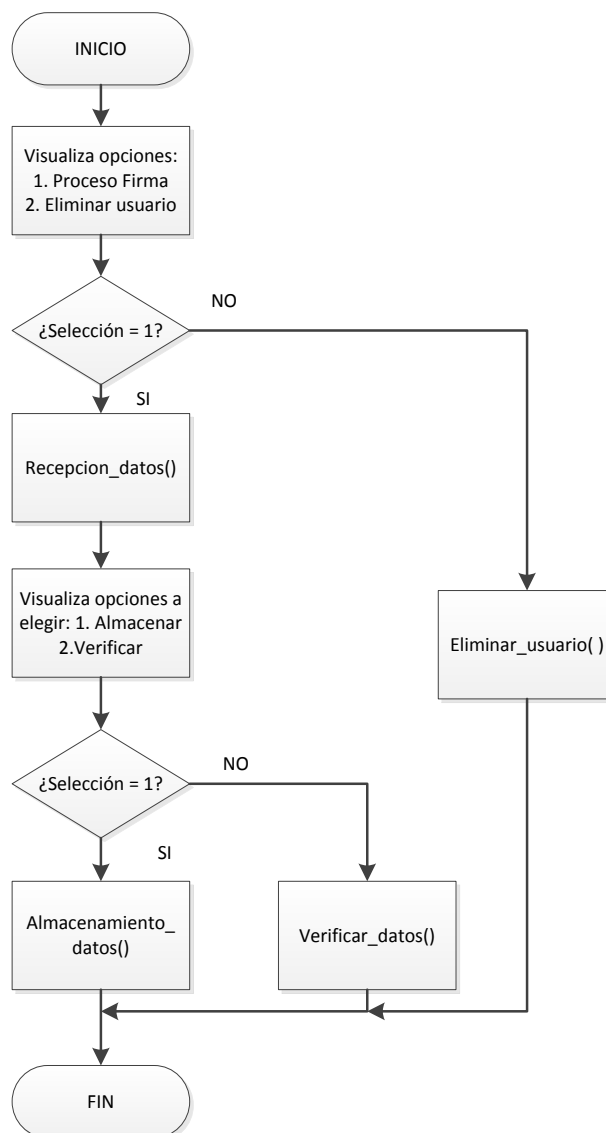 INICIO
Visualiza opciones:
1. Proceso Firma
2. Eliminar usuario
¿Selección = 1?
NO
SI
Recepcion_datos()
Visualiza opciones a
elegir: 1. Almacenar
2.Verificar
Eliminar_usuario( )
¿Selección = 1?
NO
SI
Almacenamiento_
datos()
Verificar_datos()
FIN